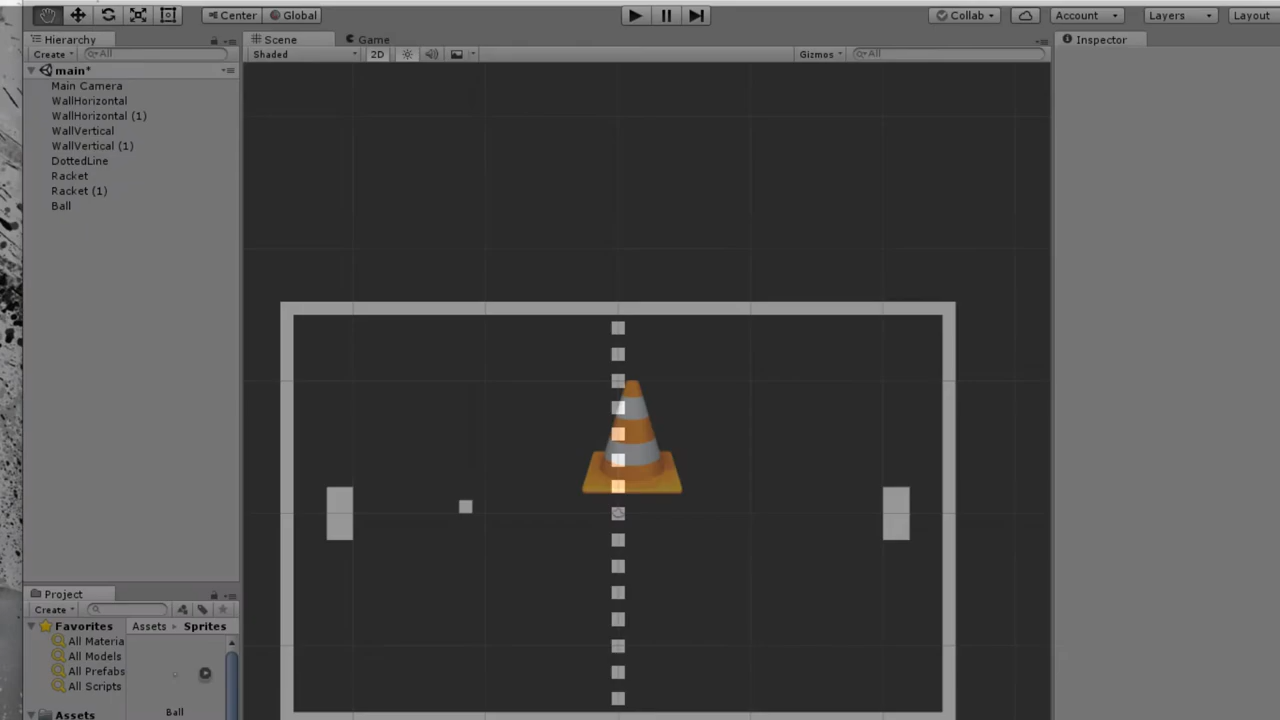 Center Global Collab Account Layers Layout
Hierarchy Scene Game Inspector
Create All Shaded 2D Gizmos All
main*
Main Camera
WallHorizontal
WallHorizontal (1)
WallVertical
WallVertical (1)
DottedLine
Racket
Racket (1)
Ball
Project
Create
Favorites Assets Sprites
All Materia
All Models
All Prefabs
All Scripts
Assets Ball